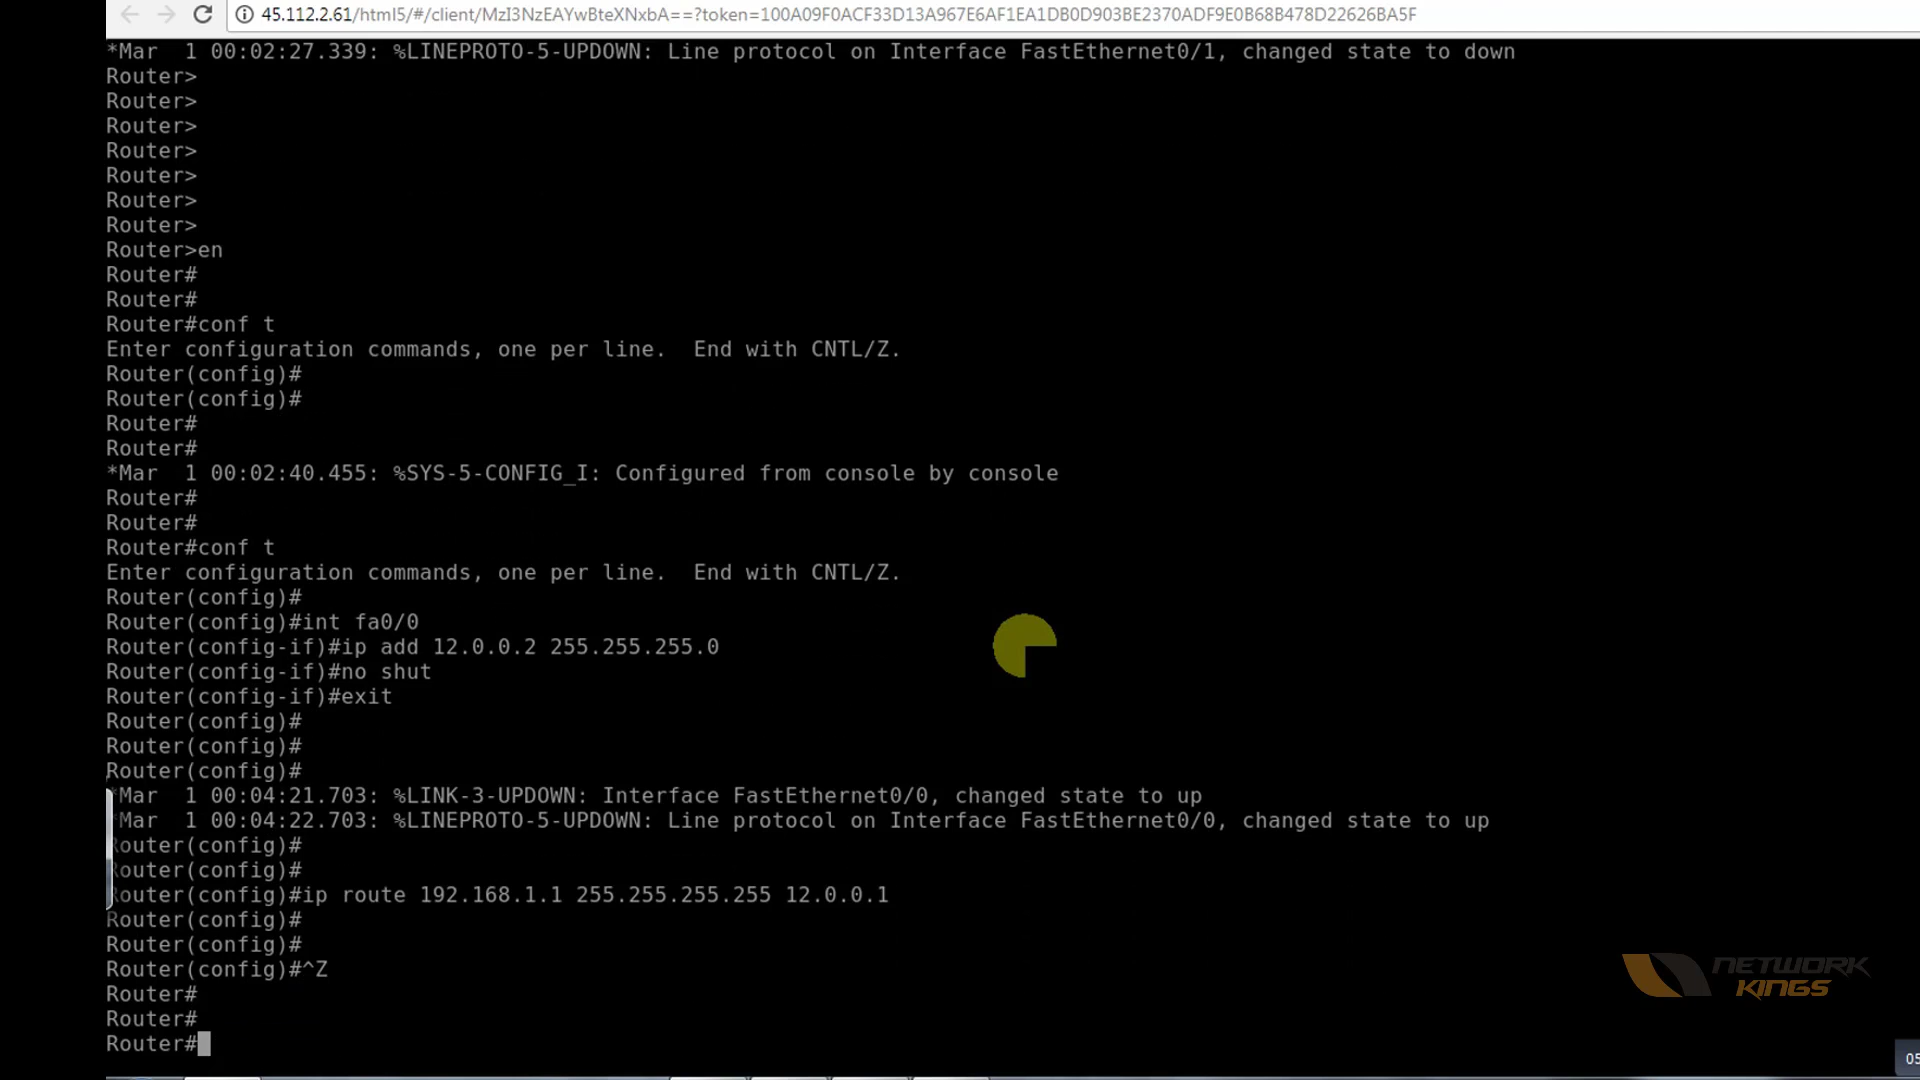 45.112.2.61/html5/#/client/MzI3NzEAYwBteXNxbA==?token=100A09F0ACF33D13A967E6AF1EA1DB0D903BE2370ADF9E0B68B478D22626BA5F
*Mar  1 00:02:27.339: %LINEPROTO-5-UPDOWN: Line protocol on Interface FastEthernet0/1, changed state to down
Router>
Router>
Router>
Router>
Router>
Router>
Router>
Router>en
Router#
Router#
Router#conf t
Enter configuration commands, one per line.  End with CNTL/Z.
Router(config)#
Router(config)#
Router#
Router#
*Mar  1 00:02:40.455: %SYS-5-CONFIG_I: Configured from console by console
Router#
Router#
Router#conf t
Enter configuration commands, one per line.  End with CNTL/Z.
Router(config)#
Router(config)#int fa0/0
Router(config-if)#ip add 12.0.0.2 255.255.255.0
Router(config-if)#no shut
Router(config-if)#exit
Router(config)#
Router(config)#
Router(config)#
*Mar  1 00:04:21.703: %LINK-3-UPDOWN: Interface FastEthernet0/0, changed state to up
*Mar  1 00:04:22.703: %LINEPROTO-5-UPDOWN: Line protocol on Interface FastEthernet0/0, changed state to up
Router(config)#
Router(config)#
Router(config)#ip route 192.168.1.1 255.255.255.255 12.0.0.1
Router(config)#
Router(config)#
Router(config)#^Z
Router#
Router#
Router#
NETWORK
KINGS
05